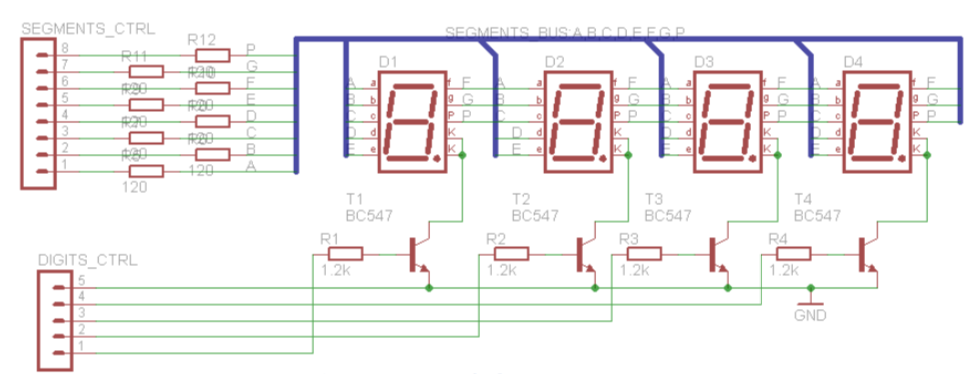 SEGMENTS_CTRL
8
7
6
5
4
3
2
1
R12
R11
120
120
P
G
F
E
D
C
B
A
SEGMENTS_BUS:A,B,C,D,E,F,G,P
D1
D2
D3
D4
A a f F
B b g G
C c P P
D d K
E e K
A a f F
B b g G
C c P P
D d K
E e K
A a f F
B b g G
C c P P
D d K
E e K
A a f F
B b g G
C c P P
D d K
E e K
T1
BC547
T2
BC547
T3
BC547
T4
BC547
R1
1.2k
R2
1.2k
R3
1.2k
R4
1.2k
DIGITS_CTRL
5
4
3
2
1
GND